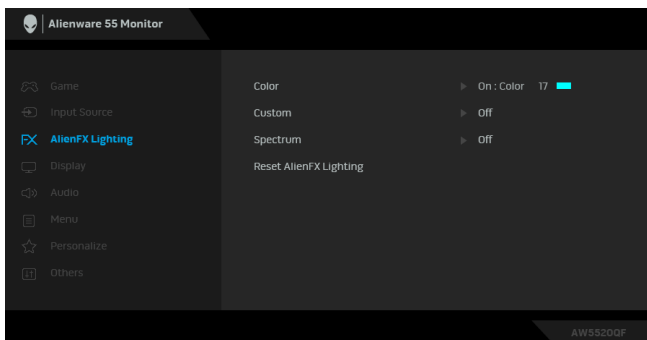 Alienware 55 Monitor
Game
Color On : Color 17
Input Source
Custom Off
FX AlienFX Lighting
Spectrum Off
Display
Reset AlienFX Lighting
Audio
Menu
Personalize
Others
AW5520QF